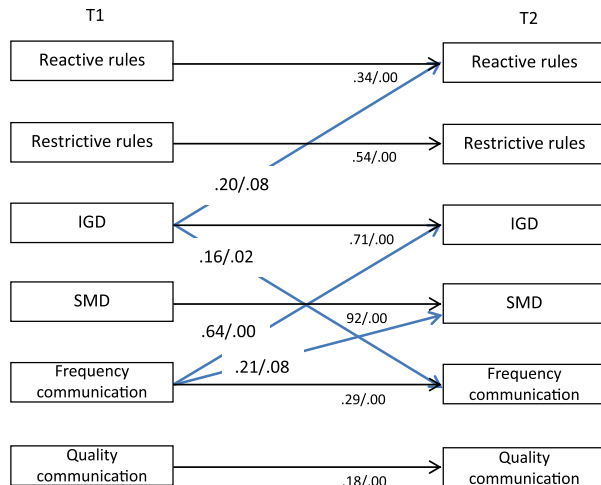 T1
T2
Reactive rules
Reactive rules
.34/.00
Restrictive rules
Restrictive rules
.54/.00
.20/.08
IGD
IGD
.71/.00
.16/.02
SMD
SMD
92/.00
.64/.00
.21/.08
Frequency
communication
Frequency
communication
.29/.00
Quality
communication
Quality
communication
.18/.00